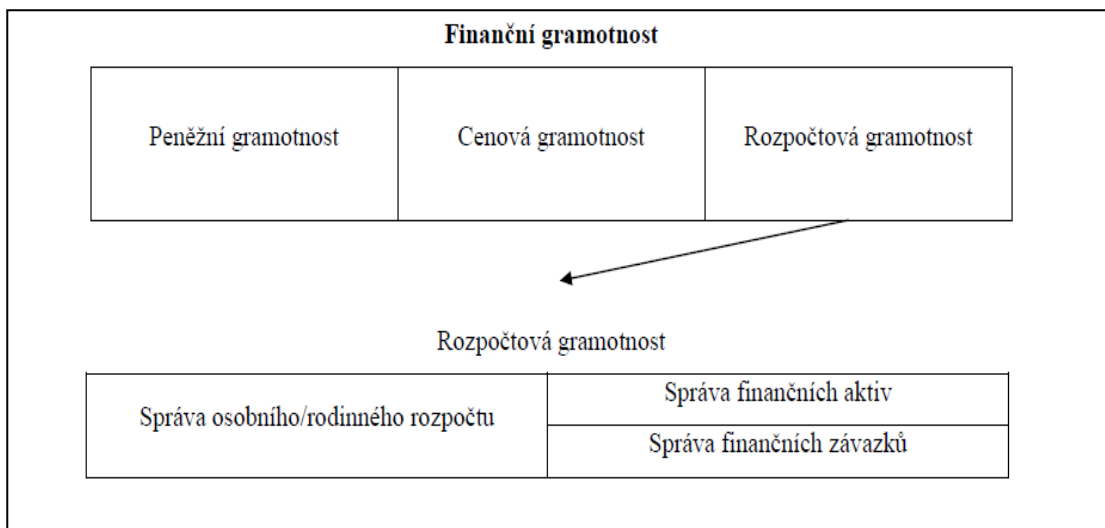 Finanční gramotnost
Peněžní gramotnost
Cenová gramotnost
Rozpočtová gramotnost
Rozpočtová gramotnost
Správa osobního/rodinného rozpočtu
Správa finančních aktiv
Správa finančních závazků